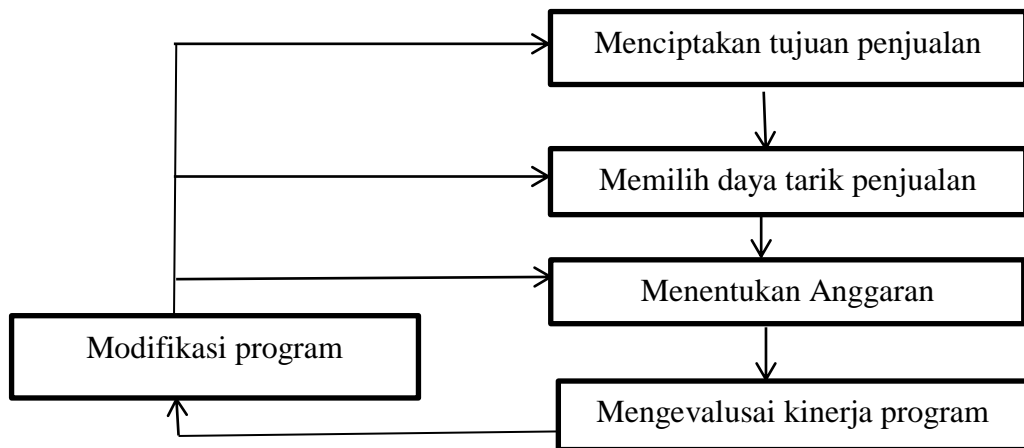 Menciptakan tujuan penjualan
Memilih daya tarik penjualan
Menentukan Anggaran
Modifikasi program
Mengevalusai kinerja program